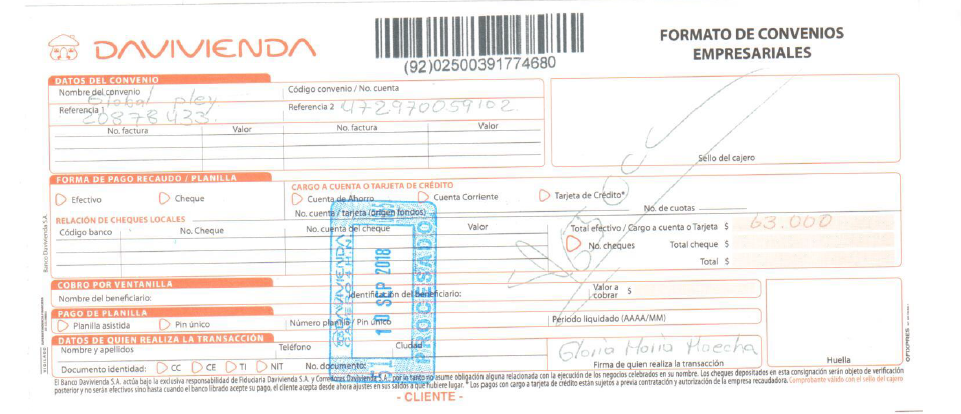 DAVIVIENDA
(92)02500391774680
FORMATO DE CONVENIOS
EMPRESARIALES
DATOS DEL CONVENIO
Nombre del convenio Global pley
Código convenio / No. cuenta
Referencia 1 20878433.
Referencia 2 472970059102
No. factura Valor No. factura Valor
Sello del cajero
FORMA DE PAGO RECAUDO / PLANILLA
CARGO A CUENTA O TARJETA DE CRÉDITO
Efectivo Cheque Cuenta de Ahorro Cuenta Corriente Tarjeta de Crédito*
No. cuenta / tarjeta (origen fondos) No. de cuotas
RELACIÓN DE CHEQUES LOCALES
Código banco No. Cheque No. cuenta del cheque Valor
Total efectivo / Cargo a cuenta o Tarjeta $ 63.000
No. cheques Total cheque $
Total $
COBRO POR VENTANILLA
Nombre del beneficiario: Identificación del beneficiario:
Valor a cobrar $
PAGO DE PLANILLA
Planilla asistida Pin único Número planilla / Pin único
Período liquidado (AAAA/MM)
DATOS DE QUIEN REALIZA LA TRANSACCIÓN
Nombre y apellidos Teléfono Ciudad
Gloria Maria Maecha
Documento identidad: CC CE TI NIT No. documento:
Firma de quien realiza la transacción
Huella
DAVIVIENDA
10 SEP 2018
PROCESADO
Banco Davivienda S.A.
El Banco Davivienda S.A. actúa bajo la exclusiva responsabilidad de Fiduciaria Davivienda S.A. y Corredores Davivienda S.A., por lo tanto no asume obligación alguna relacionada con la ejecución de los negocios celebrados en su nombre. Los cheques depositados en esta consignación serán objeto de verificación
posterior y no serán efectivos sino hasta cuando el banco librado acepte su pago, el cliente acepta desde ahora ajustes en sus saldos a que hubiere lugar. * Los pagos con cargo a tarjeta de crédito están sujetos a previa contratación y autorización de la empresa recaudadora. Comprobante válido con el sello del cajero
- CLIENTE -